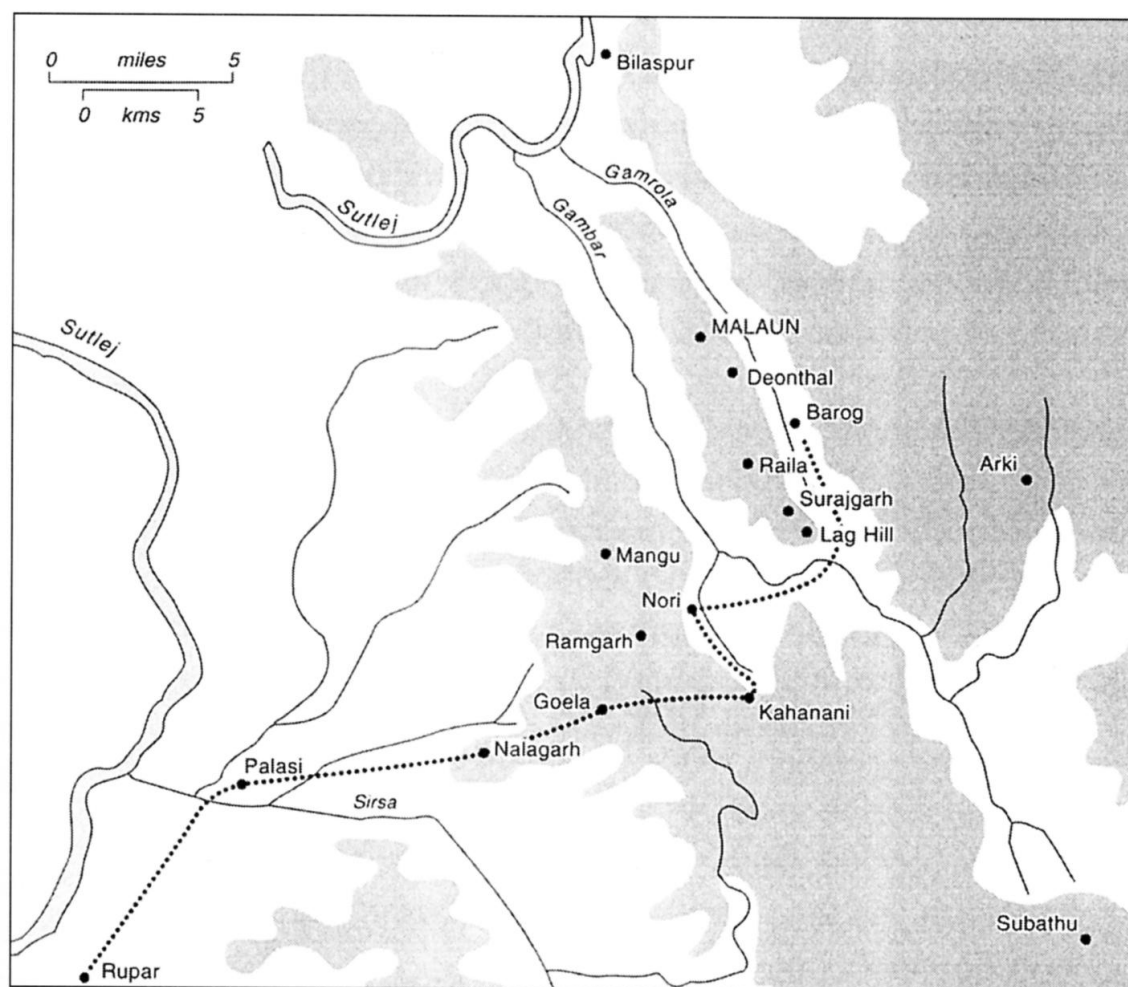 0 miles 5
0 kms 5
Bilaspur
Gamrola
Sutlej
Gambar
Sutlej
MALAUN
Deonthal
Barog
Raila
Arki
Surajgarh
Lag Hill
Mangu
Nori
Ramgarh
Goela
Kahanani
Nalagarh
Palasi
Sirsa
Subathu
Rupar